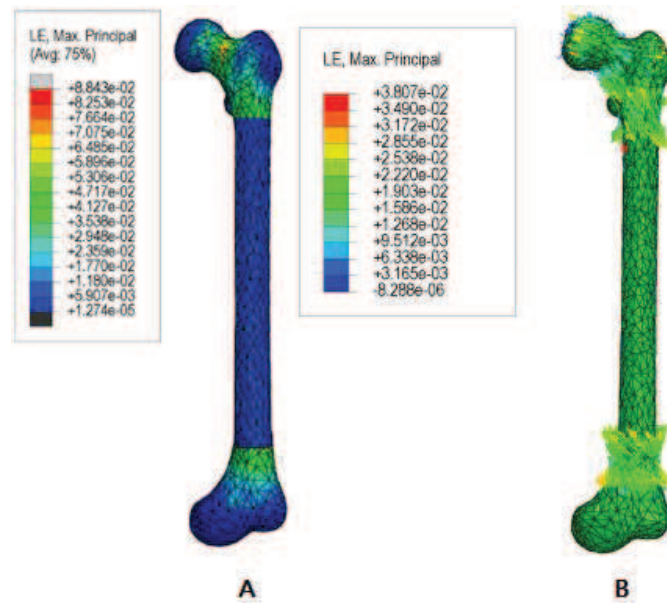 LE, Max. Principal
(Avg: 75%)
+8.843e-02
+8.253e-02
+7.664e-02
+7.075e-02
+6.485e-02
+5.896e-02
+5.306e-02
+4.717e-02
+4.127e-02
+3.538e-02
+2.948e-02
+2.359e-02
+1.770e-02
+1.180e-02
+5.907e-03
+1.274e-05
LE, Max. Principal
+3.807e-02
+3.490e-02
+3.172e-02
+2.855e-02
+2.538e-02
+2.220e-02
+1.903e-02
+1.586e-02
+1.268e-02
+9.512e-03
+6.338e-03
+3.165e-03
-8.288e-06
A
B